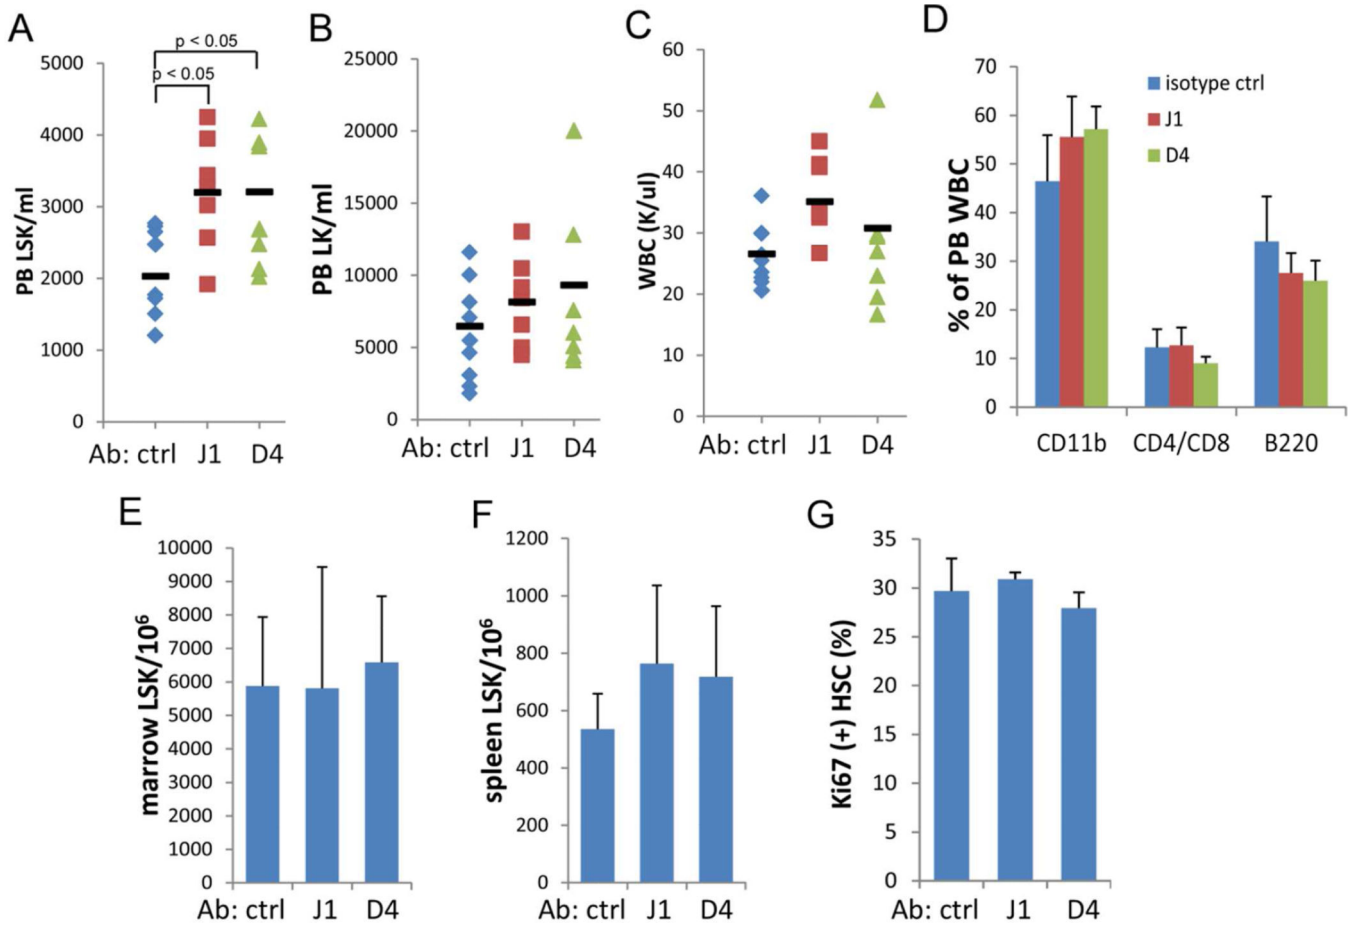 A
p < 0.05
p < 0.05
PB LSK/ml
5000
4000
3000
2000
1000
0
Ab: ctrl J1 D4
B
PB LK/ml
25000
20000
15000
10000
5000
0
Ab: ctrl J1 D4
C
WBC (K/ul)
60
50
40
30
20
10
0
Ab: ctrl J1 D4
D
% of PB WBC
70
60
50
40
30
20
10
0
isotype ctrl
J1
D4
CD11b CD4/CD8 B220
E
marrow LSK/10⁶
10000
9000
8000
7000
6000
5000
4000
3000
2000
1000
0
Ab: ctrl J1 D4
F
spleen LSK/10⁶
1200
1000
800
600
400
200
0
Ab: ctrl J1 D4
G
Ki67 (+) HSC (%)
35
30
25
20
15
10
5
0
Ab: ctrl J1 D4